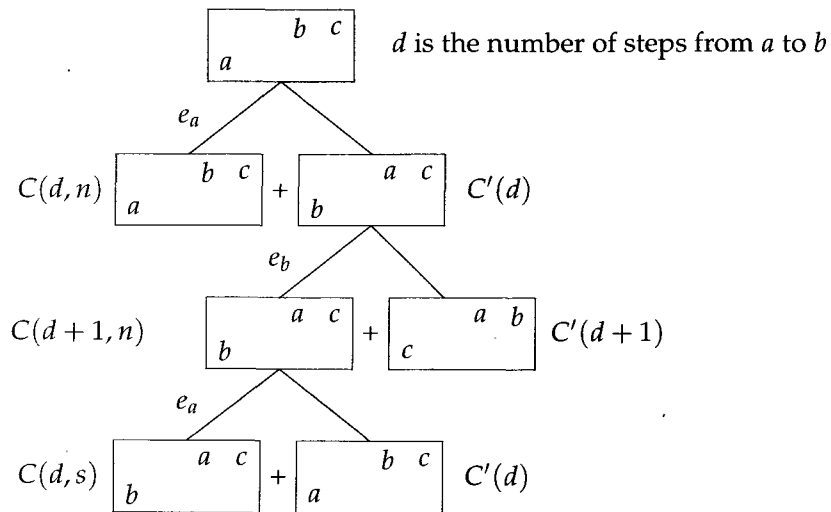 b c
a
d is the number of steps from a to b
e_a
C(d, n)
b c
a
+
a c
b
C′(d)
e_b
C(d + 1, n)
a c
b
+
a b
c
C′(d + 1)
e_a
C(d, s)
a c
b
+
b c
a
C′(d)